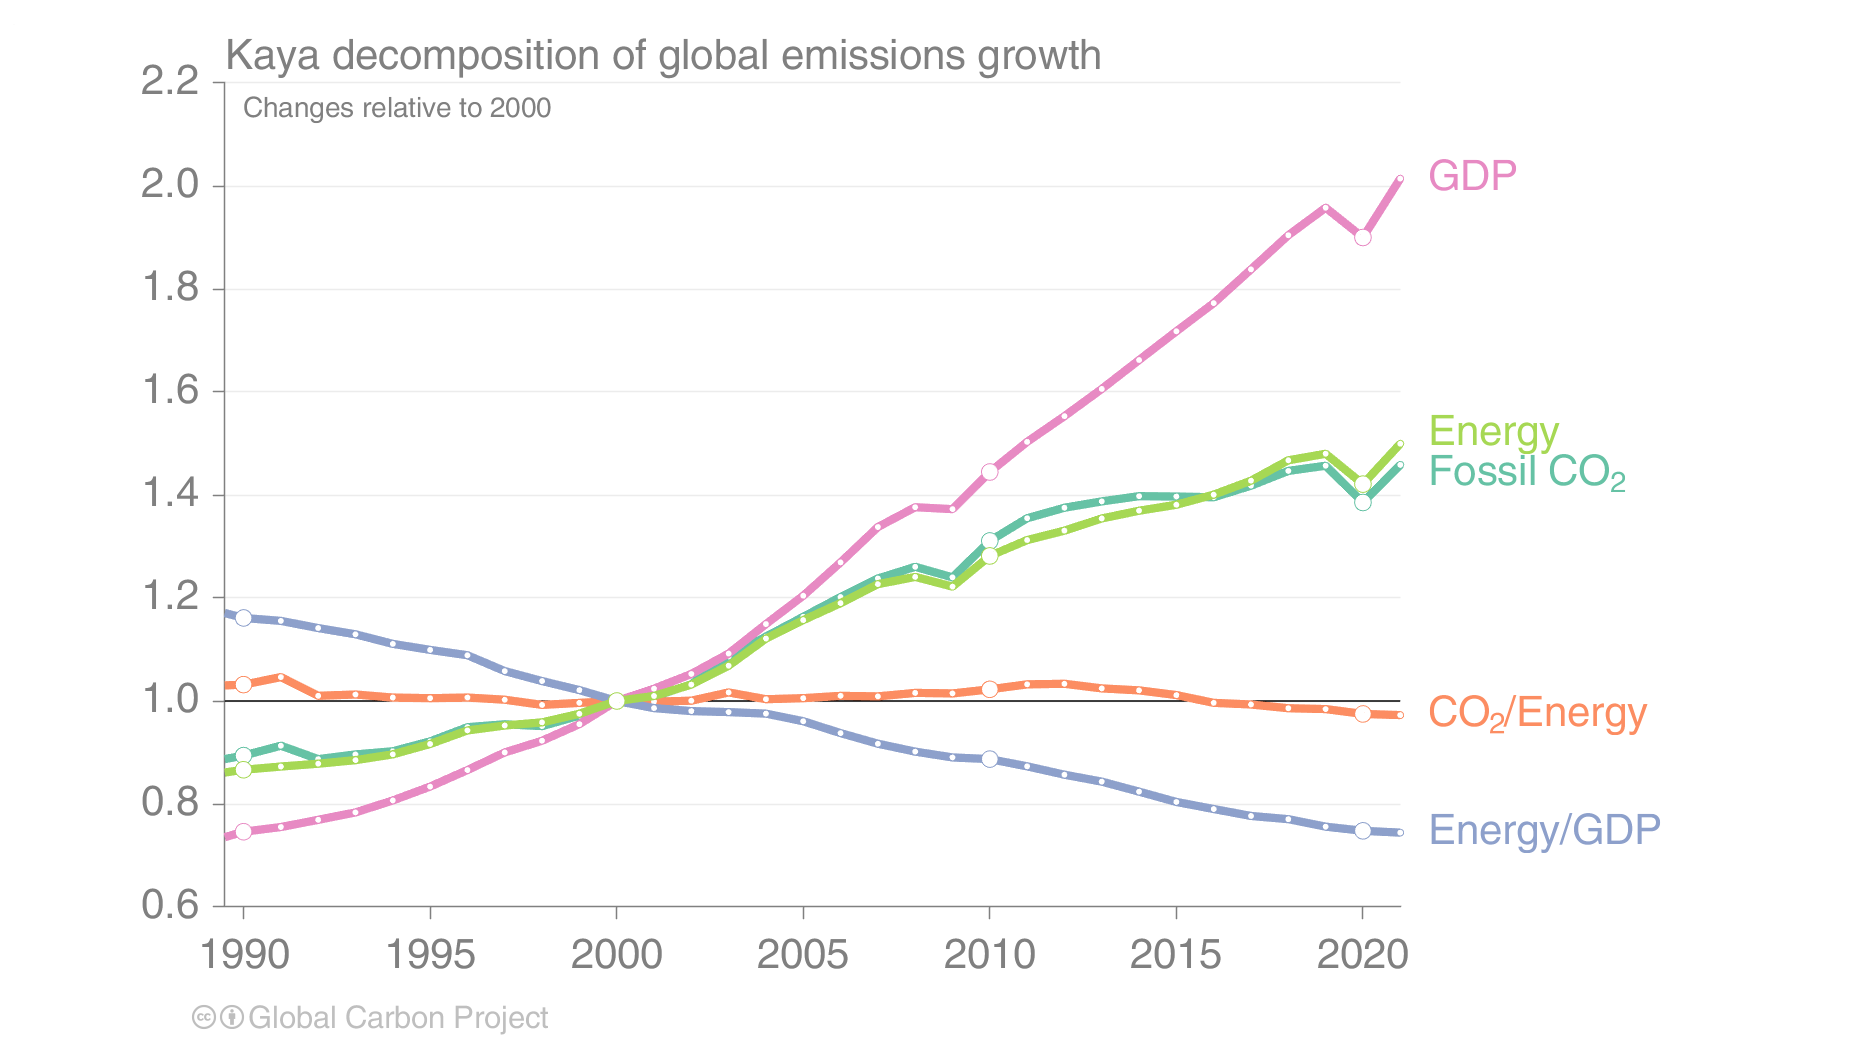 Kaya decomposition of global emissions growth
2.2
Changes relative to 2000
2.0
1.8
1.6
1.4
1.2
1.0
0.8
0.6
GDP
Energy
Fossil CO₂
CO₂/Energy
Energy/GDP
1990 1995 2000 2005 2010 2015 2020
cc Global Carbon Project